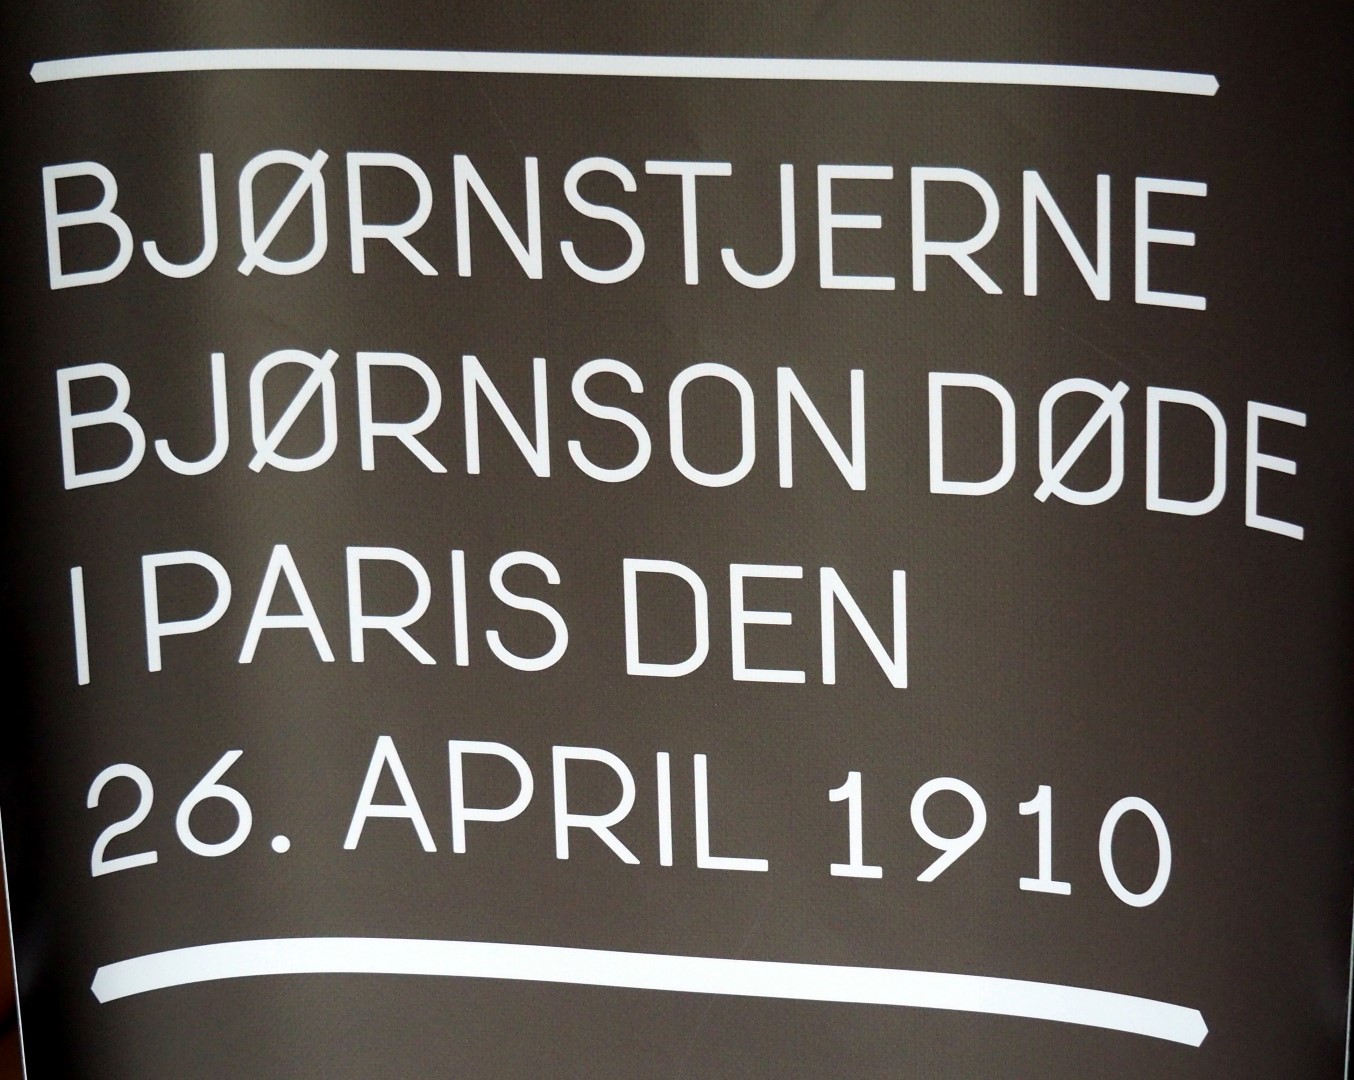 BJØRNSTJERNE
BJØRNSON DØDE
I PARIS DEN
26. APRIL 1910